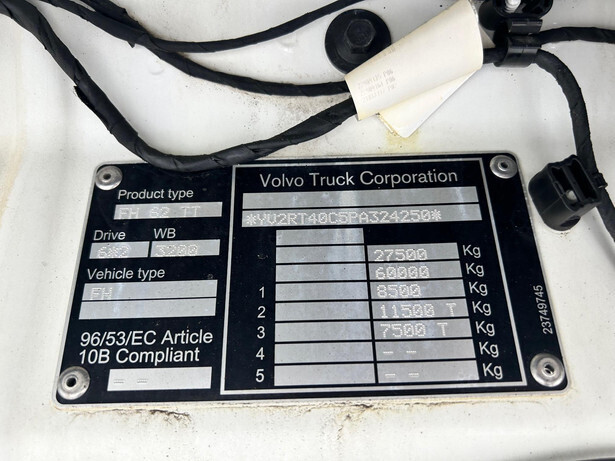 Product type
FH 62 TT
Drive WB
6X2 3200
Vehicle type
FH
96/53/EC Article
10B Compliant
= =
Volvo Truck Corporation
*YV2RT40C5PA324250*
27500 Kg
60000 Kg
1 8500 Kg
2 11500 T Kg
3 7500 T Kg
4 - - Kg
5 - - Kg
23749745